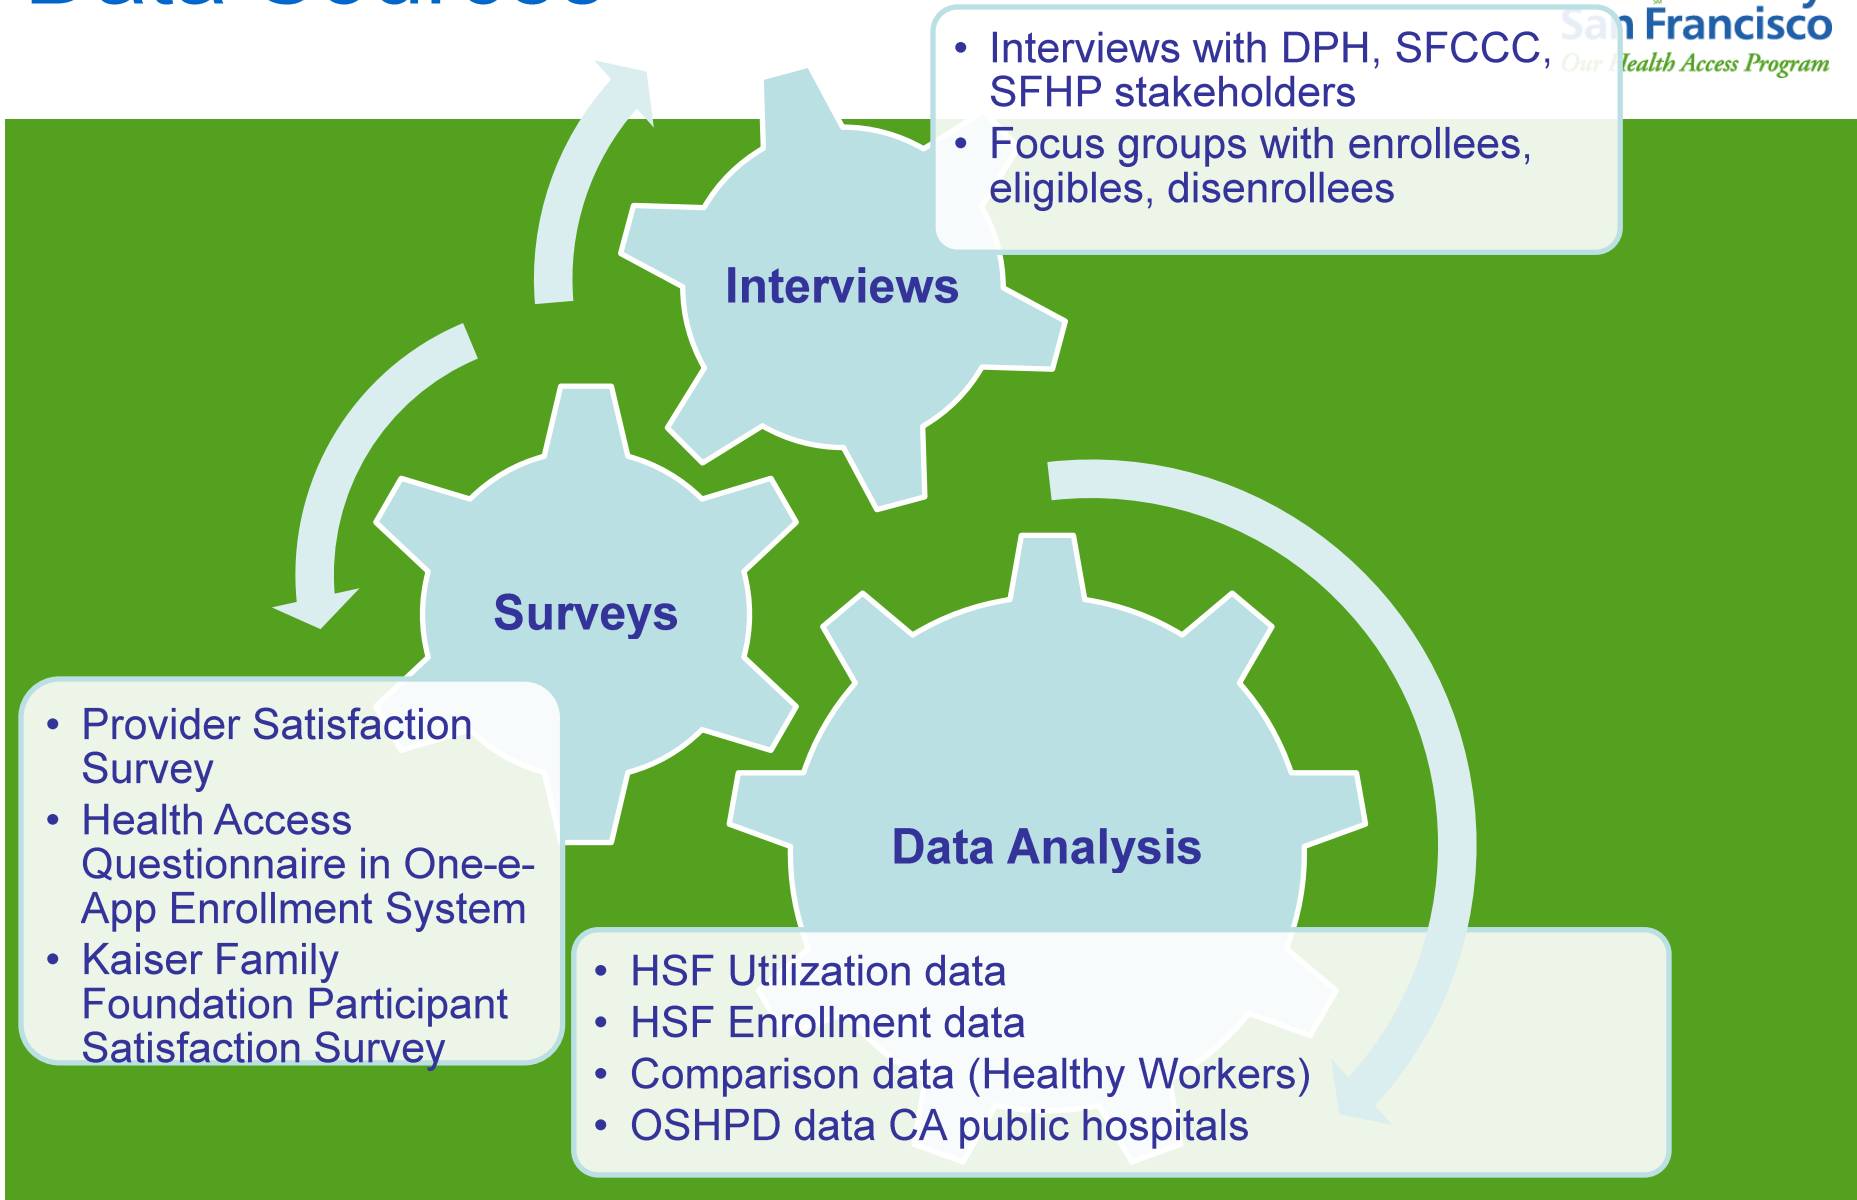 Data Sources
San Francisco
Our Health Access Program
• Interviews with DPH, SFCCC,
SFHP stakeholders
• Focus groups with enrollees,
eligibles, disenrollees
Interviews
Surveys
• Provider Satisfaction
Survey
• Health Access
Questionnaire in One-e-
App Enrollment System
• Kaiser Family
Foundation Participant
Satisfaction Survey
Data Analysis
• HSF Utilization data
• HSF Enrollment data
• Comparison data (Healthy Workers)
• OSHPD data CA public hospitals